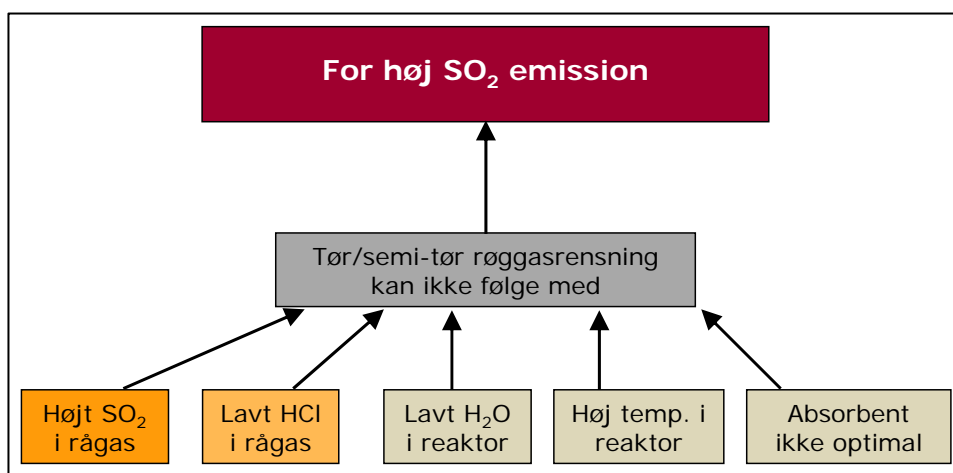 For høj SO₂ emission
Tør/semi-tør røggasrensning
kan ikke følge med
Højt SO₂
i rågas
Lavt HCl
i rågas
Lavt H₂O
i reaktor
Høj temp. i
reaktor
Absorbent
ikke optimal